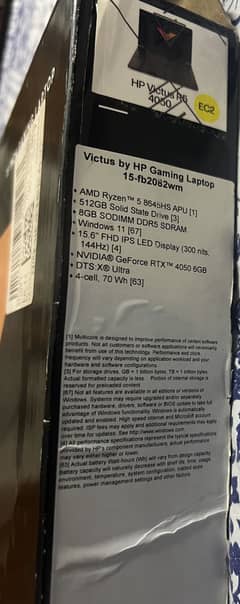 HP Victus R5
4050
EC2
LAPTOP
Victus by HP Gaming Laptop
15-fb2082wm
• AMD Ryzen™ 5 8645HS APU [1]
• 512GB Solid State Drive [3]
• 8GB SODIMM DDR5 SDRAM
• Windows 11 [67]
• 15.6" FHD IPS LED Display (300 nits,
144Hz) [4]
• NVIDIA® GeForce RTX™ 4050 6GB
• DTS:X® Ultra
• 4-cell, 70 Wh [63]
[1] Multicore is designed to improve performance of certain software
products. Not all customers or software applications will necessarily
benefit from use of this technology. Performance and clock
frequency will vary depending on application workload and your
hardware and software configurations.
[3] For storage drives, GB = 1 billion bytes, TB = 1 trillion bytes.
Actual formatted capacity is less. Portion of internal storage is
reserved for preloaded content
[67] Not all features are available in all editions or versions of
Windows. Systems may require upgraded and/or separately
purchased hardware, drivers, software or BIOS update to take full
advantage of Windows functionality. Windows is automatically
updated and enabled. High speed internet and Microsoft account
required. ISP fees may apply and additional requirements may apply
over time for updates. See http://www.windows.com.
[4] All performance specifications represent the typical specifications
provided by HP's component manufacturers; actual performance
may vary either higher or lower.
[63] Actual battery Watt-hours (Wh) will vary from design capacity.
Battery capacity will naturally decrease with shelf life, time, usage,
environment, temperature, system configuration, loaded apps,
features, power management settings and other factors